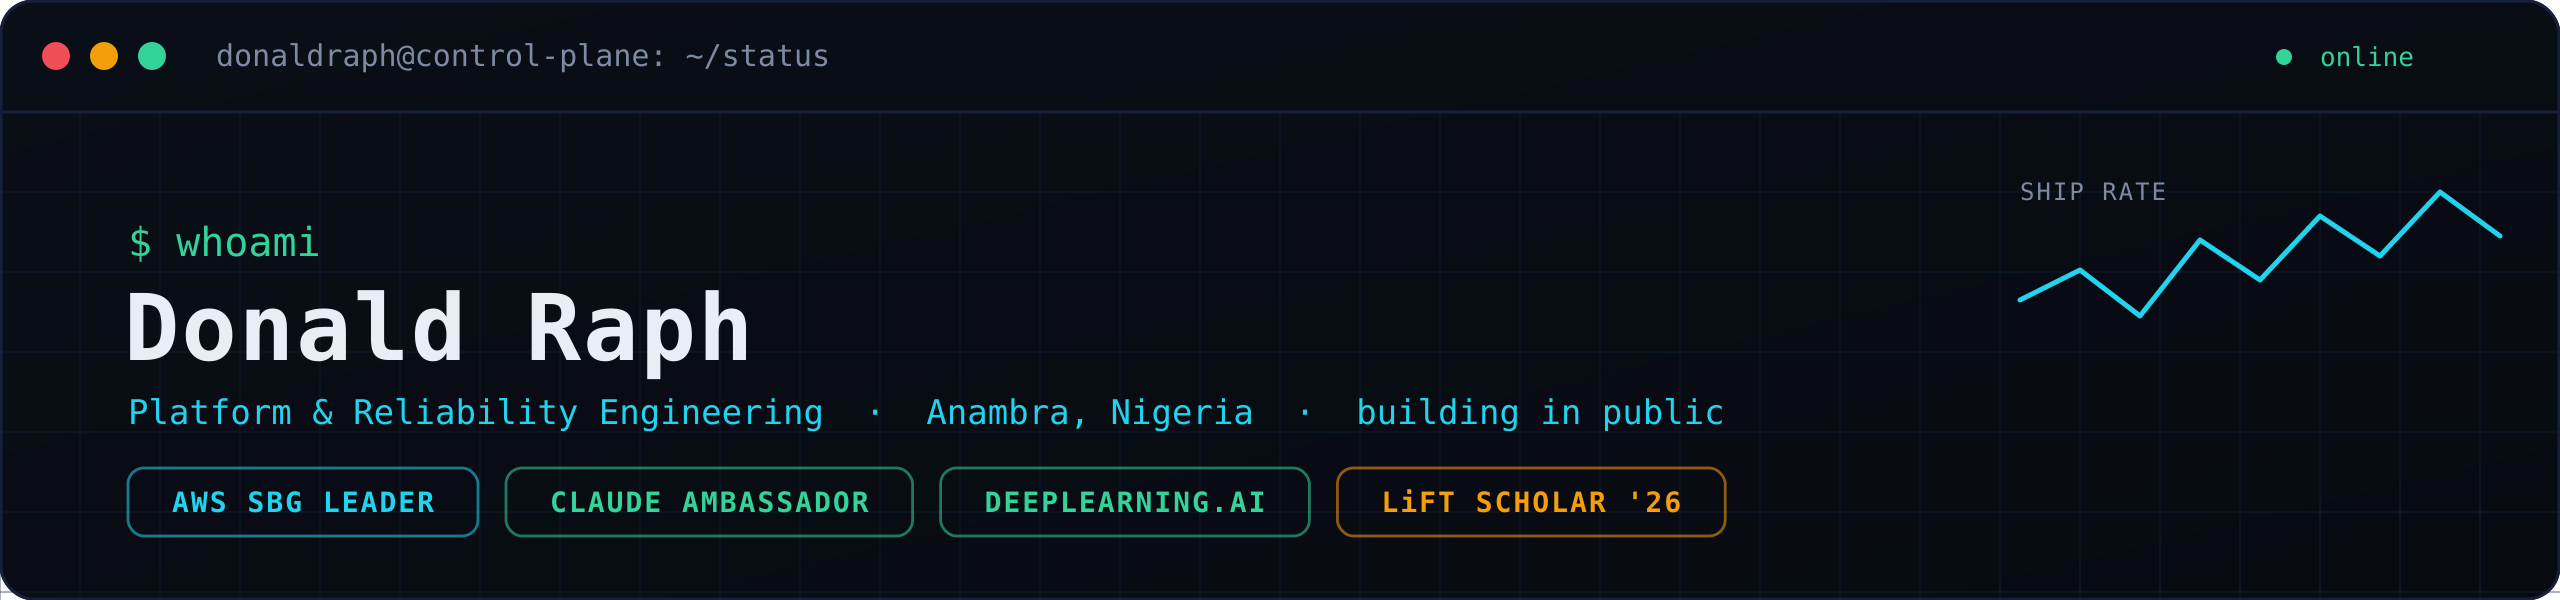 donaldraph@control-plane: ~/status
online
SHIP RATE
$ whoami
Donald Raph
Platform & Reliability Engineering · Anambra, Nigeria · building in public
AWS SBG LEADER
CLAUDE AMBASSADOR
DEEPLEARNING.AI
LiFT SCHOLAR '26